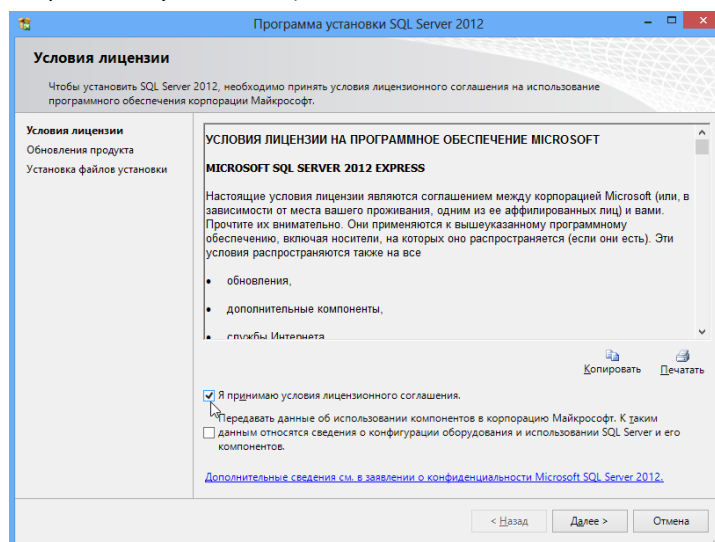 Программа установки SQL Server 2012
Условия лицензии
Чтобы установить SQL Server 2012, необходимо принять условия лицензионного соглашения на использование
программного обеспечения корпорации Майкрософт.
Условия лицензии
Обновления продукта
Установка файлов установки
УСЛОВИЯ ЛИЦЕНЗИИ НА ПРОГРАММНОЕ ОБЕСПЕЧЕНИЕ MICROSOFT
MICROSOFT SQL SERVER 2012 EXPRESS
Настоящие условия лицензии являются соглашением между корпорацией Microsoft (или, в
зависимости от места вашего проживания, одним из ее аффилированных лиц) и вами.
Прочтите их внимательно. Они применяются к вышеуказанному программному
обеспечению, включая носители, на которых оно распространяется (если они есть). Эти
условия распространяются также на все
• обновления,
• дополнительные компоненты,
• службы Интернета
Копировать Печатать
Я принимаю условия лицензионного соглашения.
Передавать данные об использовании компонентов в корпорацию Майкрософт. К таким
данным относятся сведения о конфигурации оборудования и использовании SQL Server и его
компонентов.
Дополнительные сведения см. в заявлении о конфиденциальности Microsoft SQL Server 2012.
< Назад Далее > Отмена